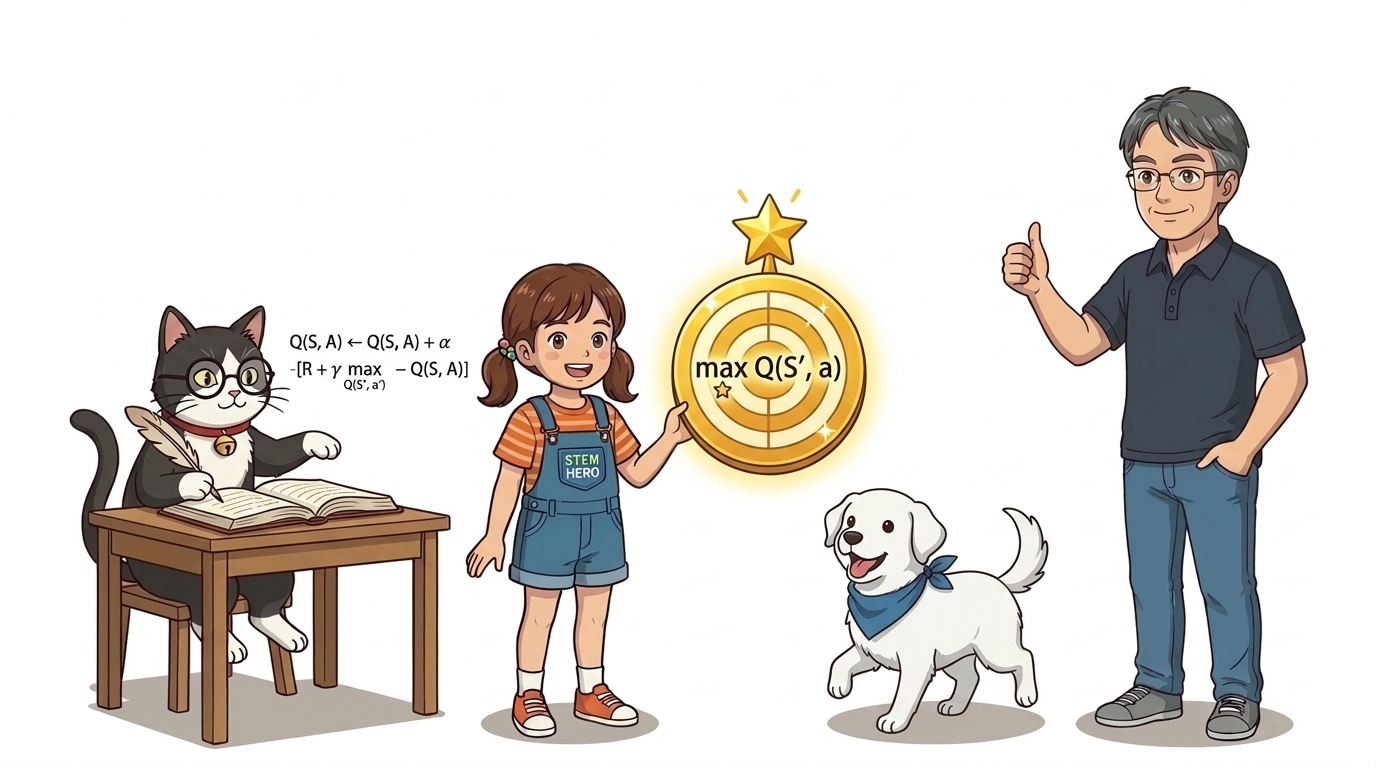 Q(S, A) ← Q(S, A) + α
-[R + γ max − Q(S, A)]
Q(S', a')
STEM
HERO
max Q(S', a)